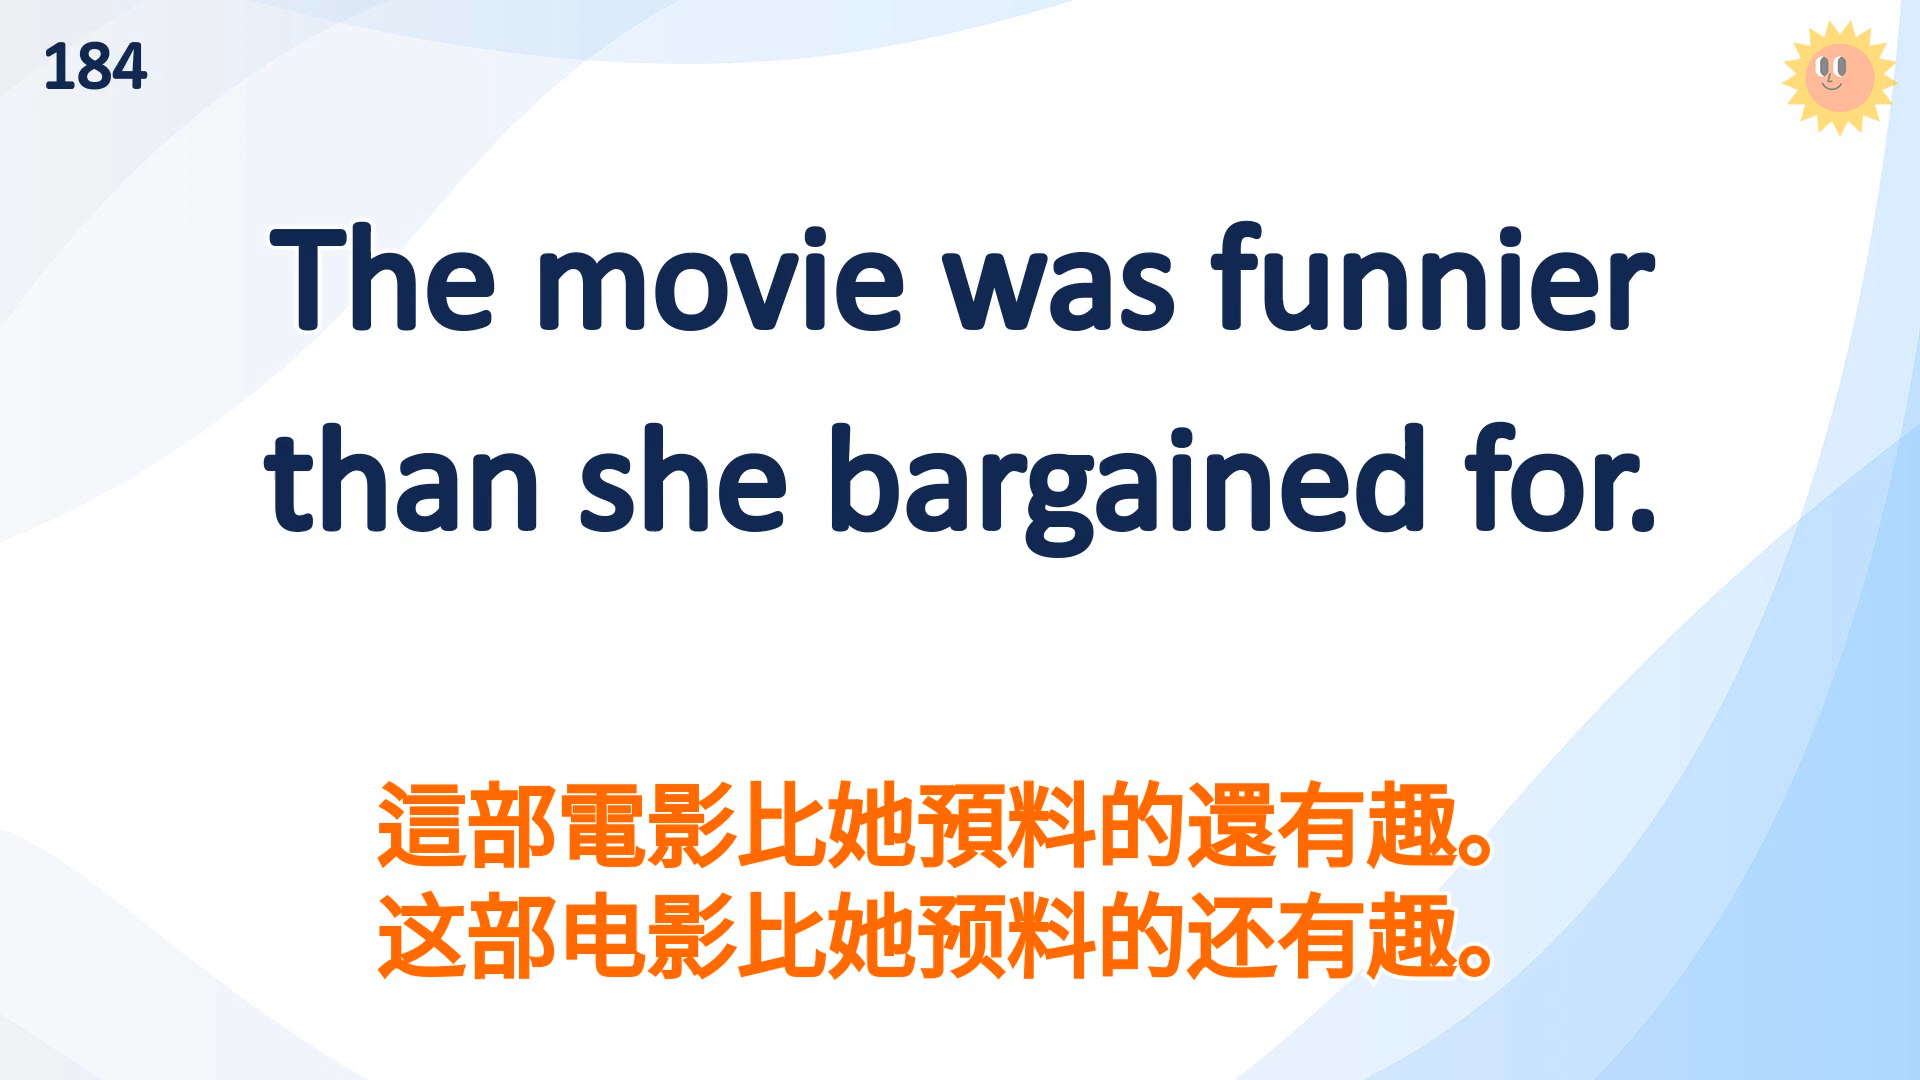 184
The movie was funnier
than she bargained for.
這部電影比她預料的還有趣。
这部电影比她预料的还有趣。